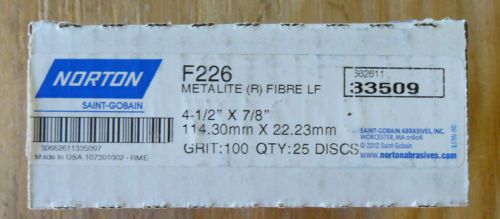 NORTON
SAINT-GOBAIN
30662611335097
Made In USA 107301002 - RME
F226
METALITE (R) FIBRE LF
4-1/2" X 7/8"
114.30mm X 22.23mm
GRIT:100 QTY:25 DISCS
662611
33509
SAINT-GOBAIN ABRASIVES, INC.
WORCESTER, MA 01606
© 2012 Saint-Gobain
www.nortonabrasives.com